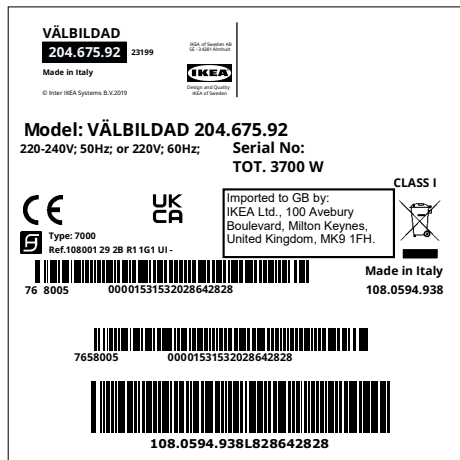 VÄLBILDAD
204.675.92 23199
Made in Italy
© Inter IKEA Systems B.V.2019
IKEA of Sweden AB
SE - 34381 Älmhult
IKEA
Design and Quality
IKEA of Sweden
Model: VÄLBILDAD 204.675.92
220-240V; 50Hz; or 220V; 60Hz; Serial No:
TOT. 3700 W
CLASS I
CE
UK
CA
Imported to GB by:
IKEA Ltd., 100 Avebury
Boulevard, Milton Keynes,
United Kingdom, MK9 1FH.
Type: 7000
Ref.108001 29 2B R1 1G1 UI -
76 8005 00001531532028642828
Made in Italy
108.0594.938
7658005 00001531532028642828
108.0594.938L828642828